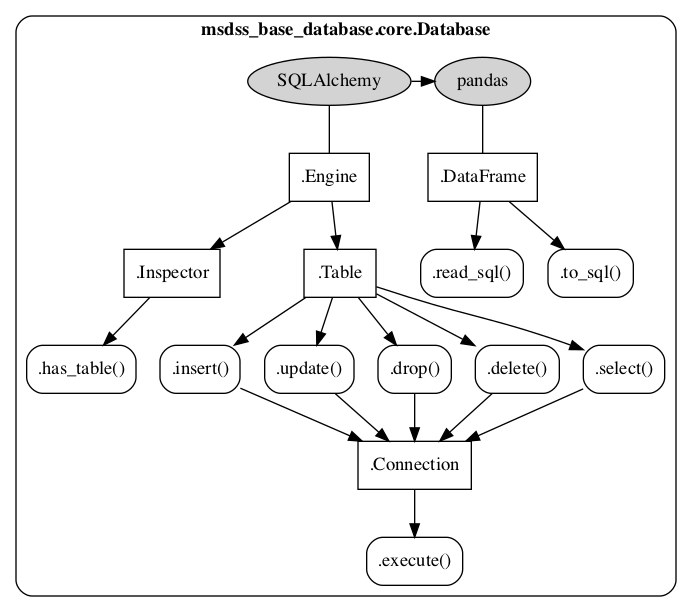 msdss_base_database.core.Database
SQLAlchemy
pandas
.Engine
.DataFrame
.Inspector
.Table
.read_sql()
.to_sql()
.has_table()
.insert()
.update()
.drop()
.delete()
.select()
.Connection
.execute()